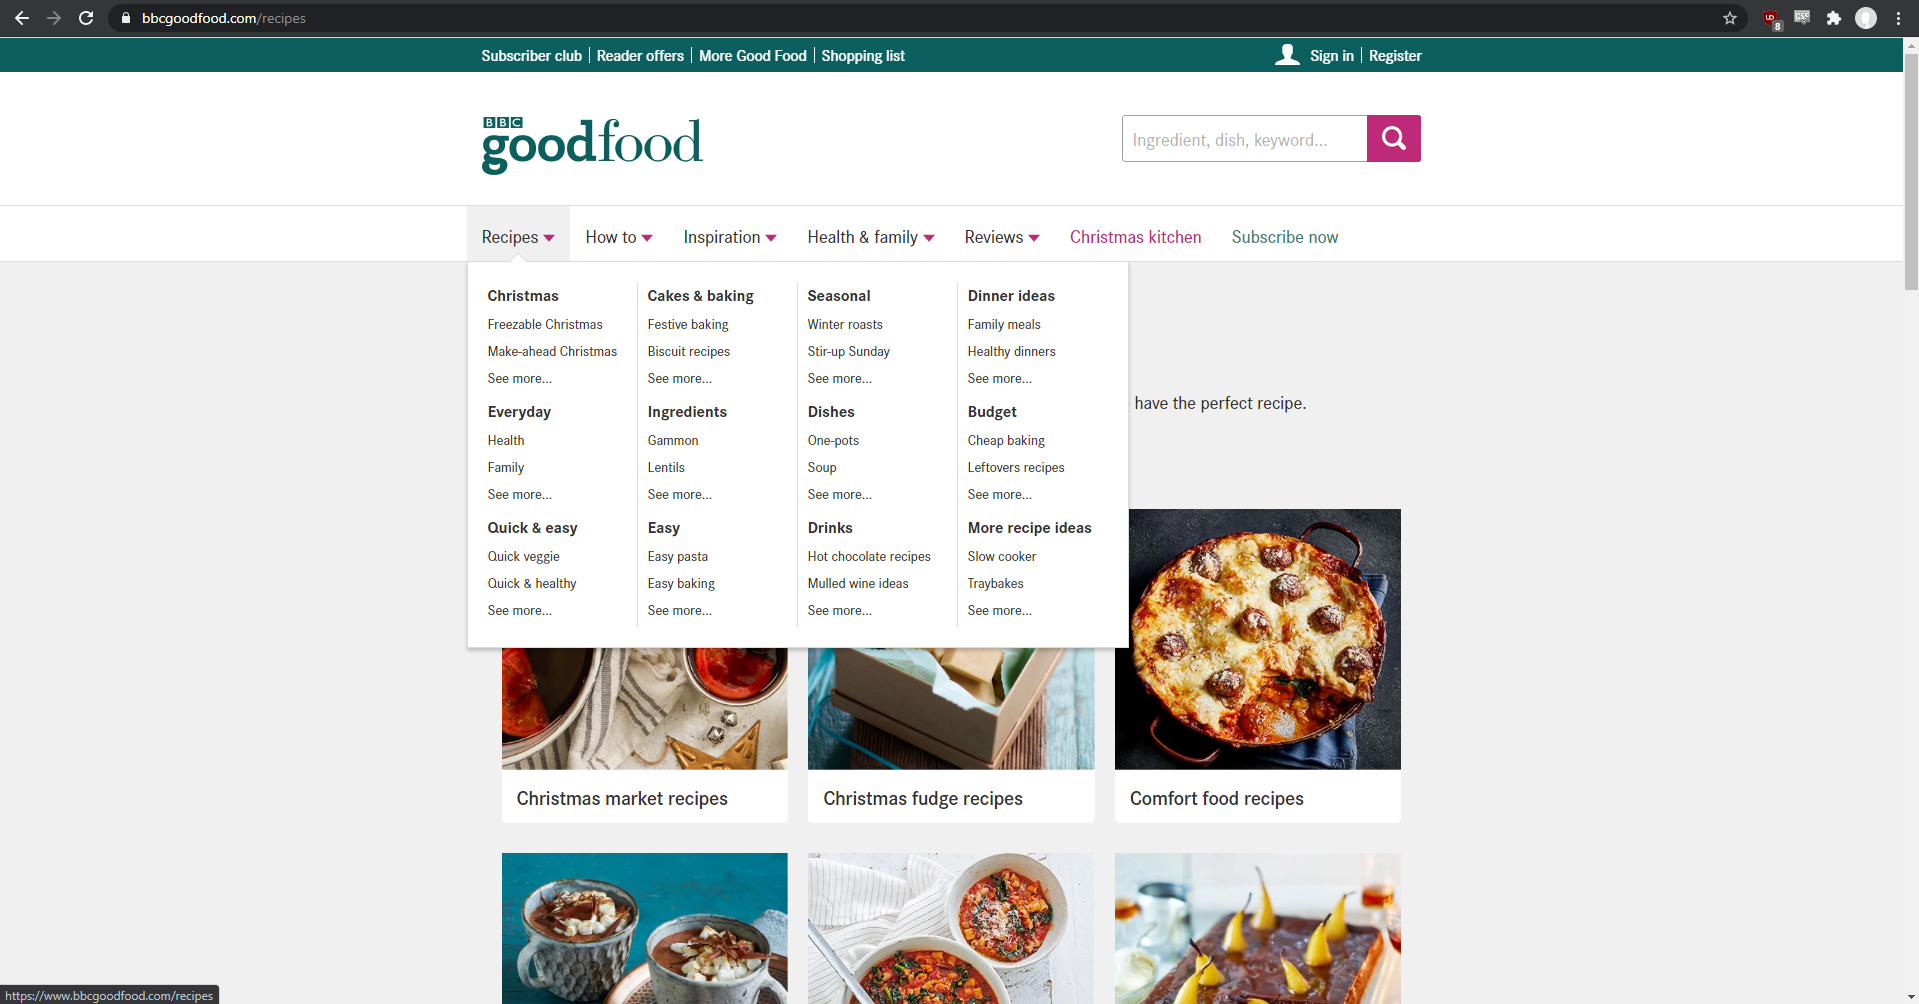 bbcgoodfood.com/recipes
8
Subscriber club | Reader offers | More Good Food | Shopping list
Sign in | Register
BBC
goodfood
Ingredient, dish, keyword...
Recipes
How to
Inspiration
Health & family
Reviews
Christmas kitchen
Subscribe now
Christmas
Freezable Christmas
Make-ahead Christmas
See more...
Everyday
Health
Family
See more...
Quick & easy
Quick veggie
Quick & healthy
See more...
Cakes & baking
Festive baking
Biscuit recipes
See more...
Ingredients
Gammon
Lentils
See more...
Easy
Easy pasta
Easy baking
See more...
Seasonal
Winter roasts
Stir-up Sunday
See more...
Dishes
One-pots
Soup
See more...
Drinks
Hot chocolate recipes
Mulled wine ideas
See more...
Dinner ideas
Family meals
Healthy dinners
See more...
Budget
Cheap baking
Leftovers recipes
See more...
More recipe ideas
Slow cooker
Traybakes
See more...
have the perfect recipe.
Christmas market recipes
Christmas fudge recipes
Comfort food recipes
https://www.bbcgoodfood.com/recipes